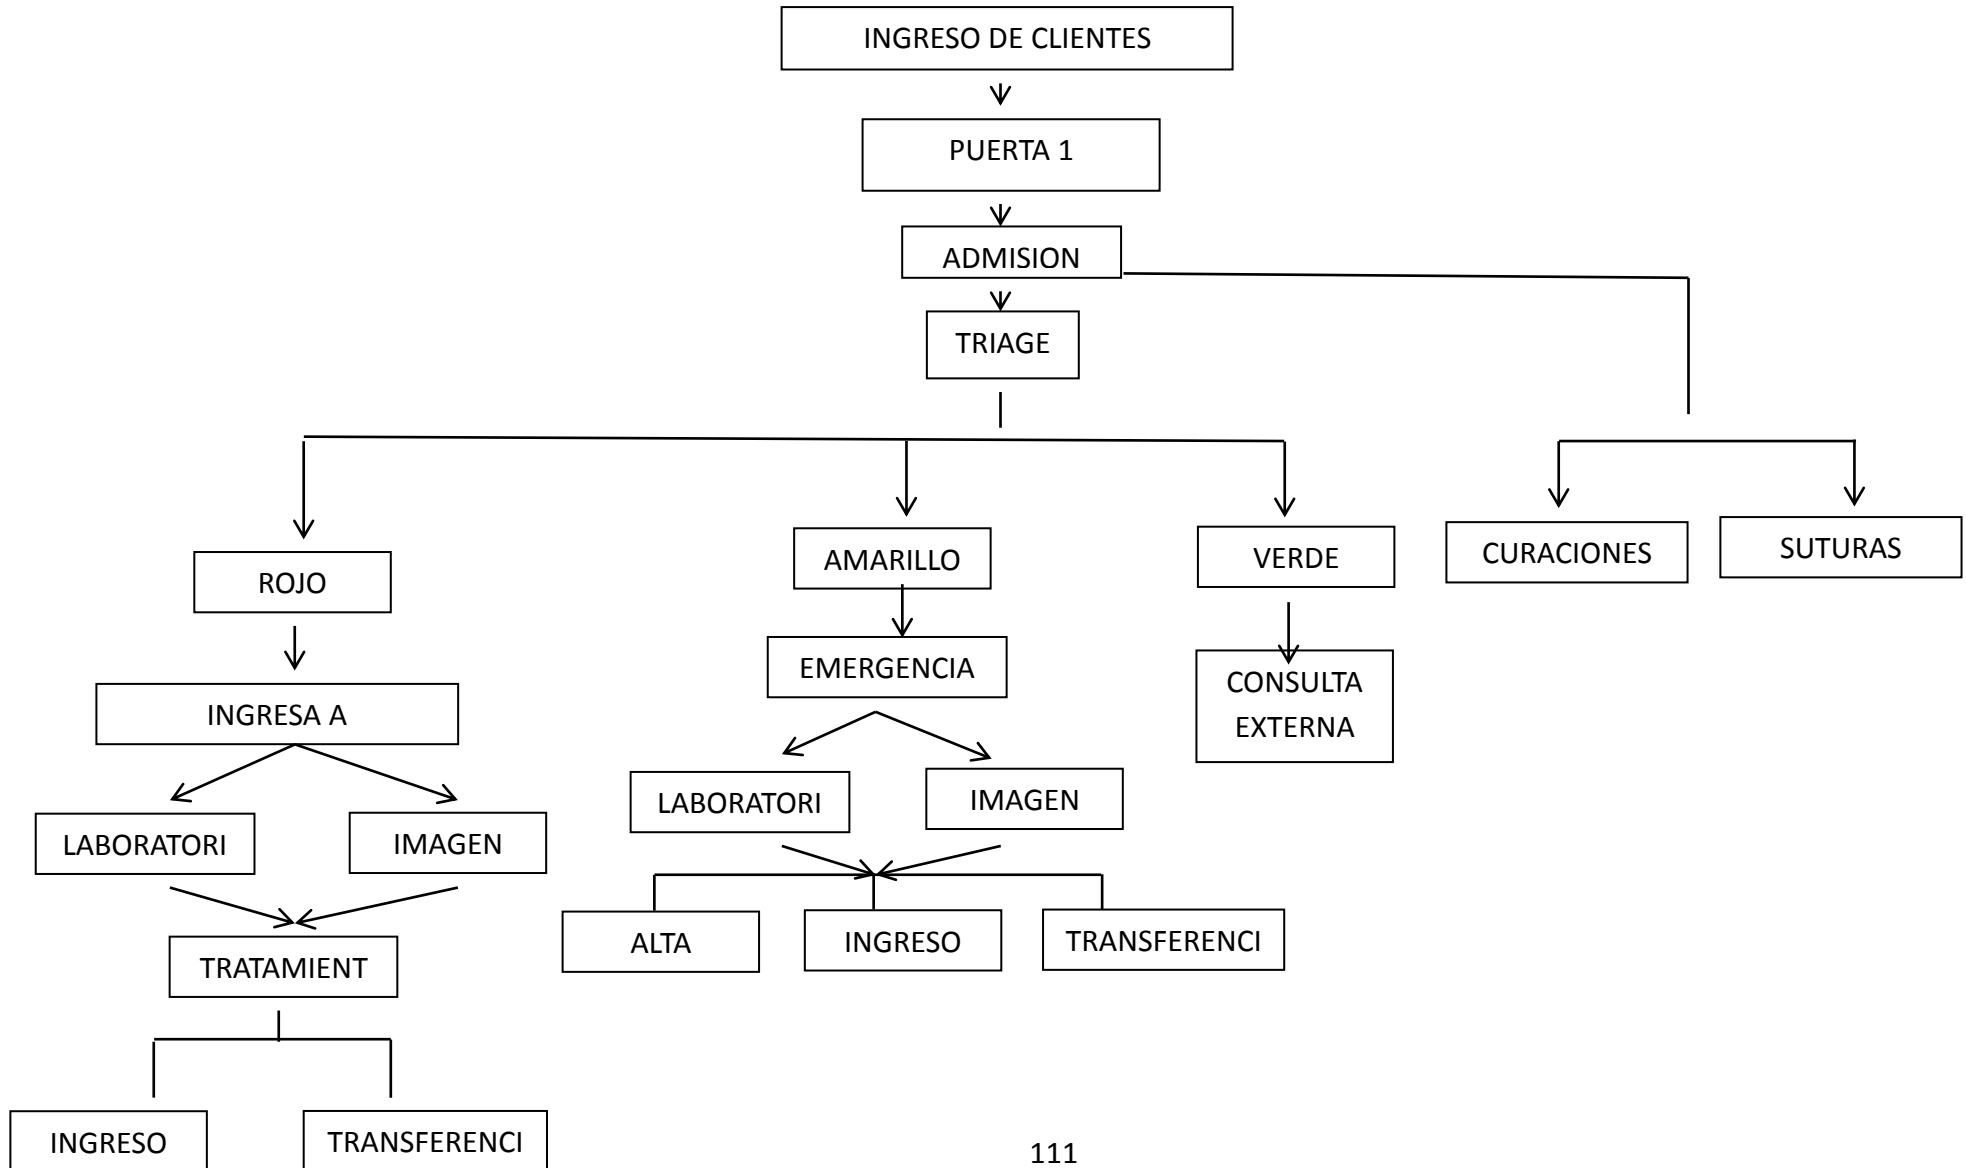 INGRESO DE CLIENTES
PUERTA 1
ADMISION
TRIAGE
ROJO
AMARILLO
VERDE
CURACIONES
SUTURAS
INGRESA A
EMERGENCIA
CONSULTA
EXTERNA
LABORATORI
IMAGEN
LABORATORI
IMAGEN
TRATAMIENT
ALTA
INGRESO
TRANSFERENCI
INGRESO
TRANSFERENCI
111